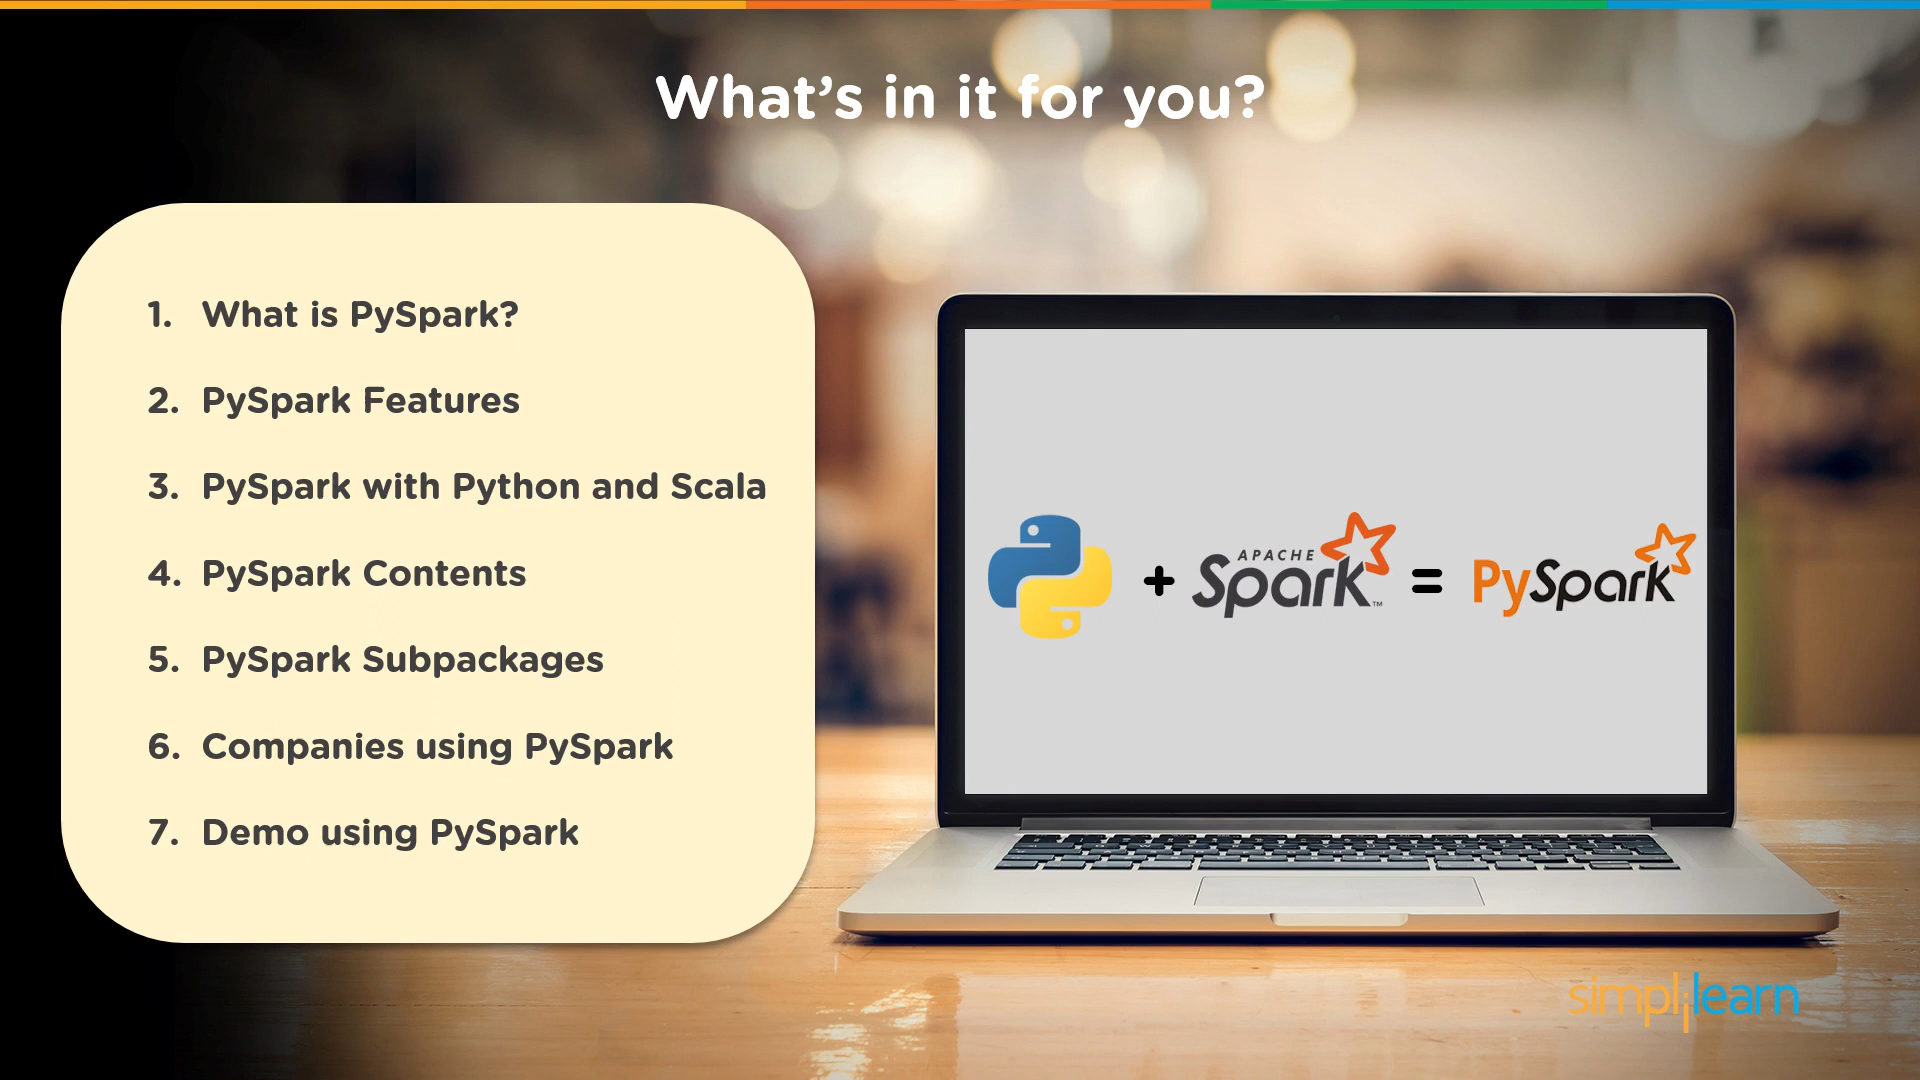 What’s in it for you?
1. What is PySpark?
2. PySpark Features
3. PySpark with Python and Scala
4. PySpark Contents
5. PySpark Subpackages
6. Companies using PySpark
7. Demo using PySpark
+ APACHE Spark™ = PySpark
simplilearn